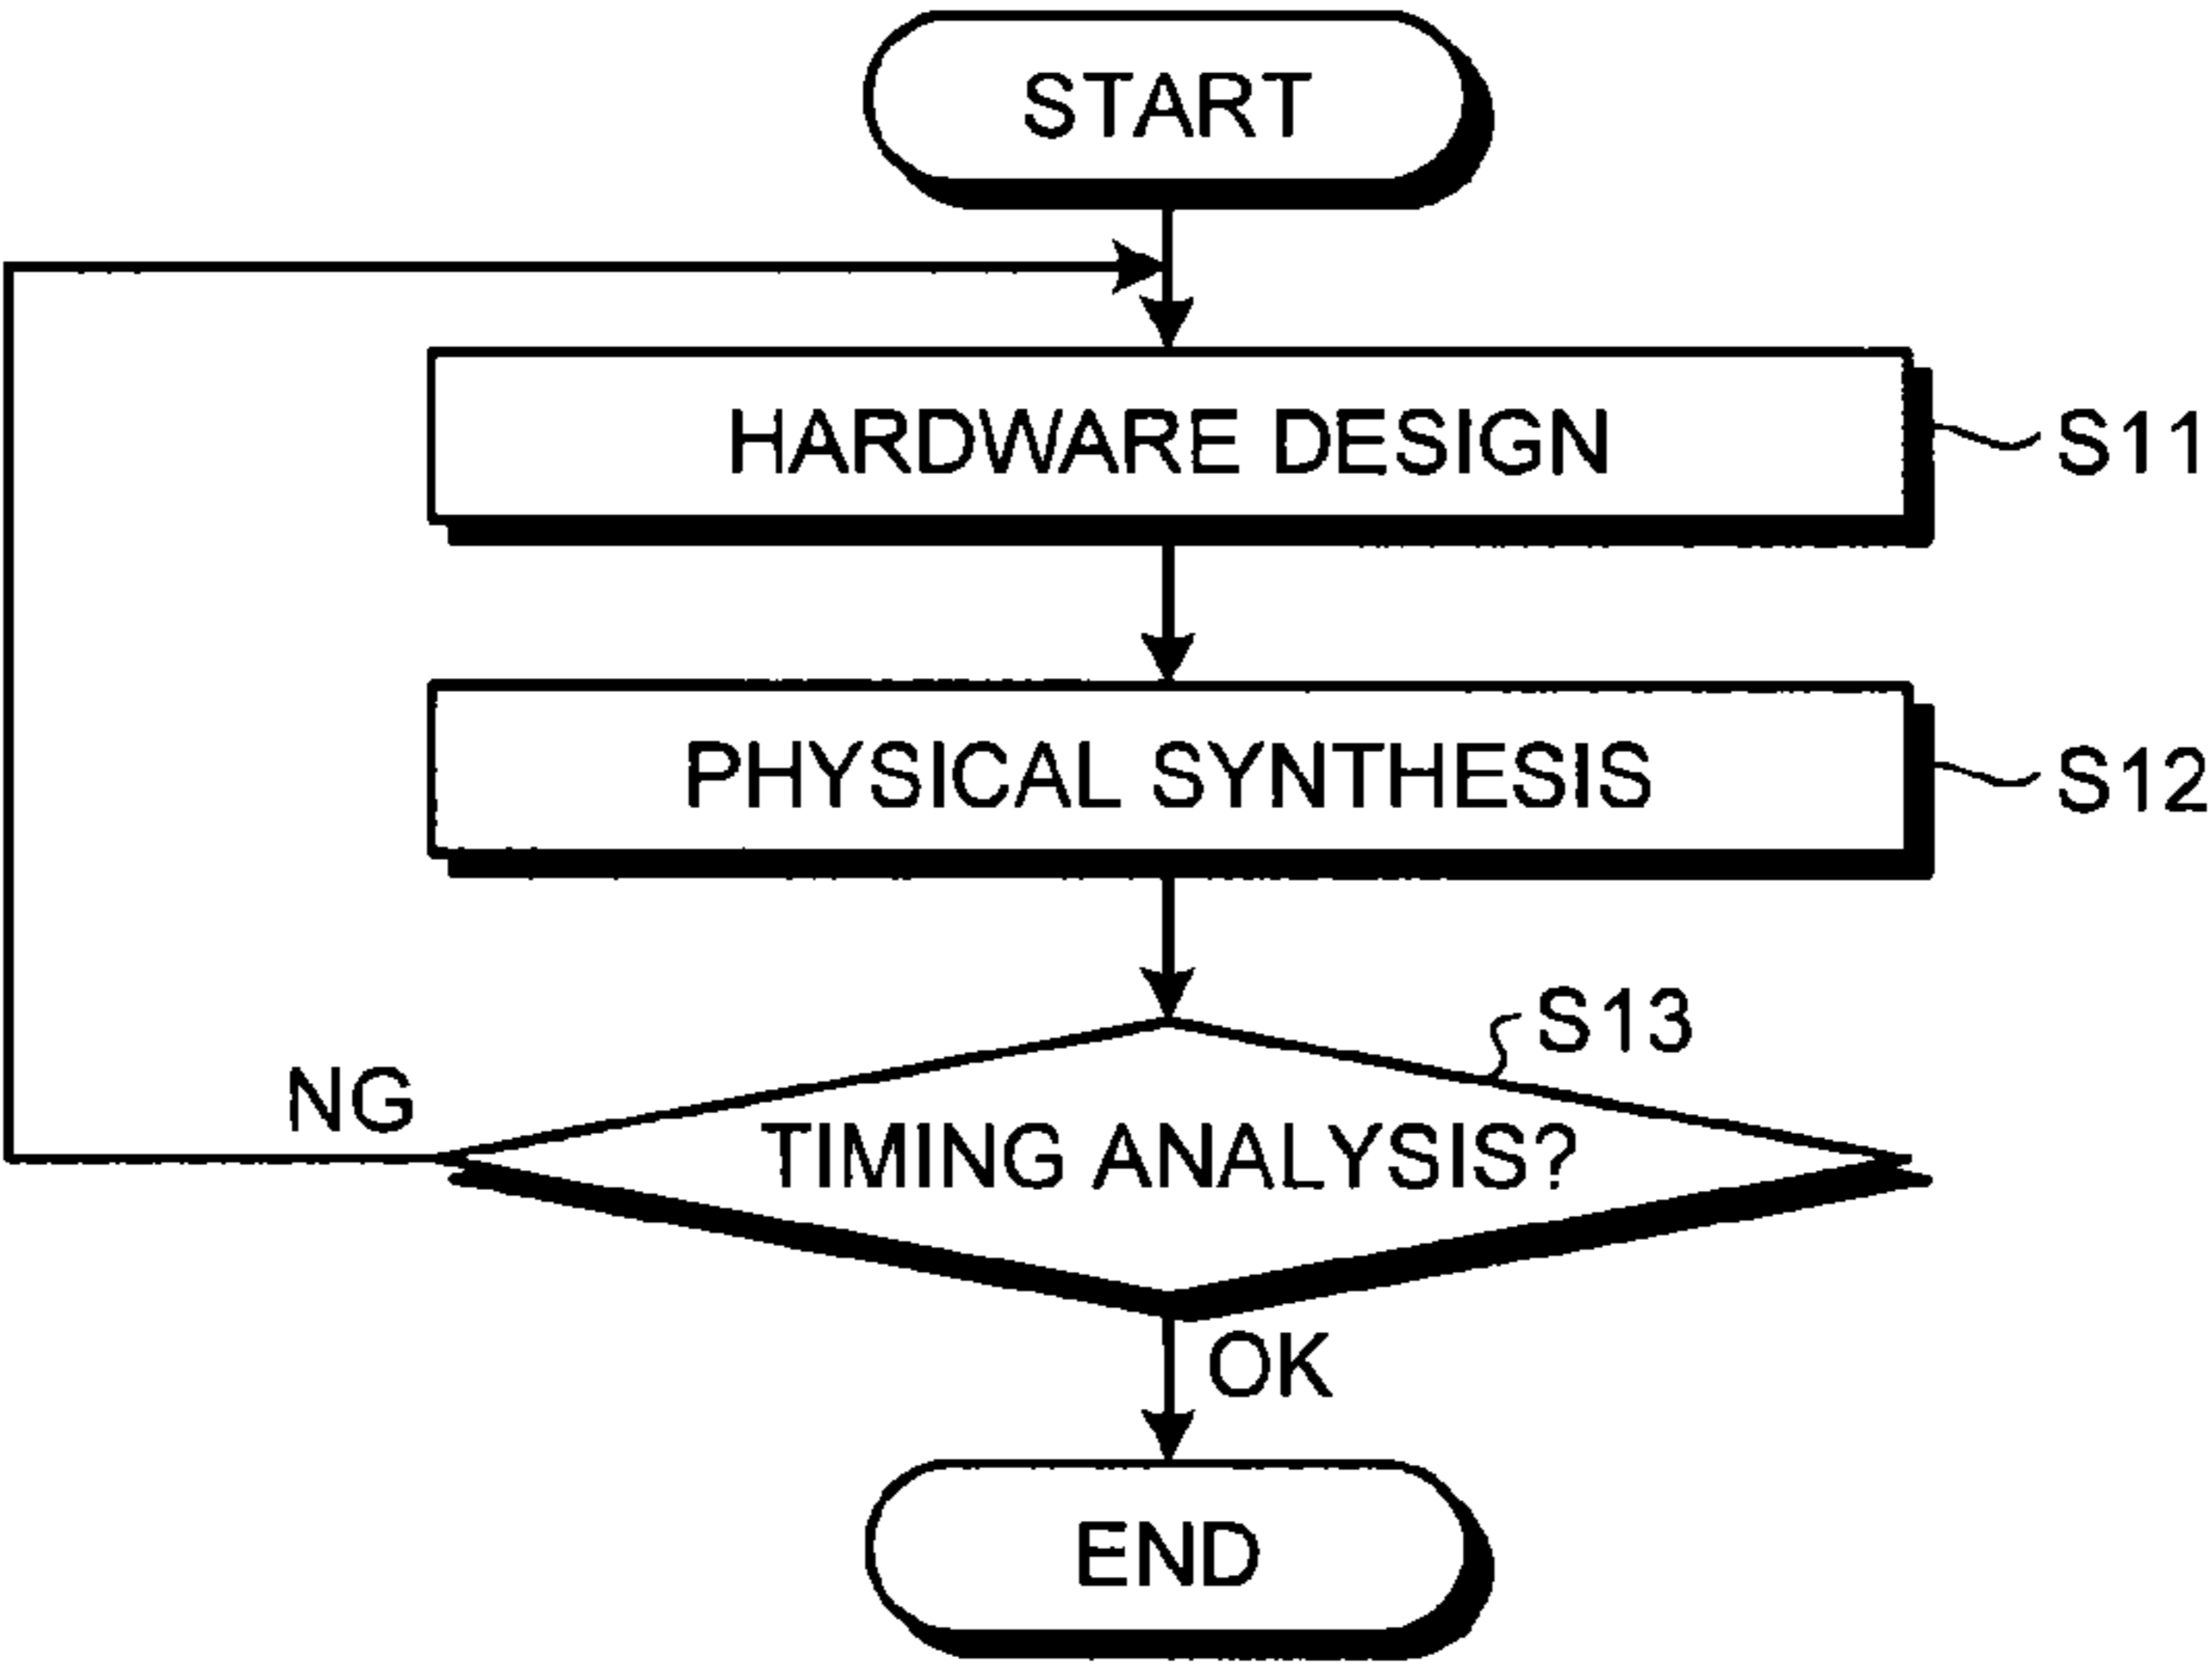 START
HARDWARE DESIGN
S11
PHYSICAL SYNTHESIS
S12
S13
NG
TIMING ANALYSIS?
OK
END